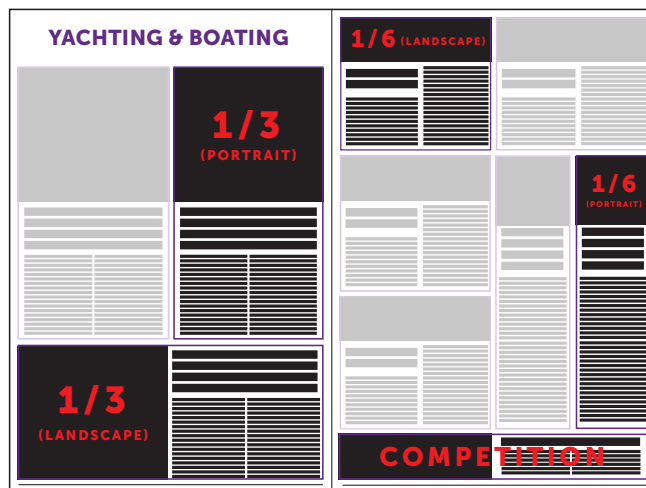 YACHTING & BOATING
1/3
(PORTRAIT)
1/3
(LANDSCAPE)
1/6 (LANDSCAPE)
1/6
(PORTRAIT)
COMPETITION